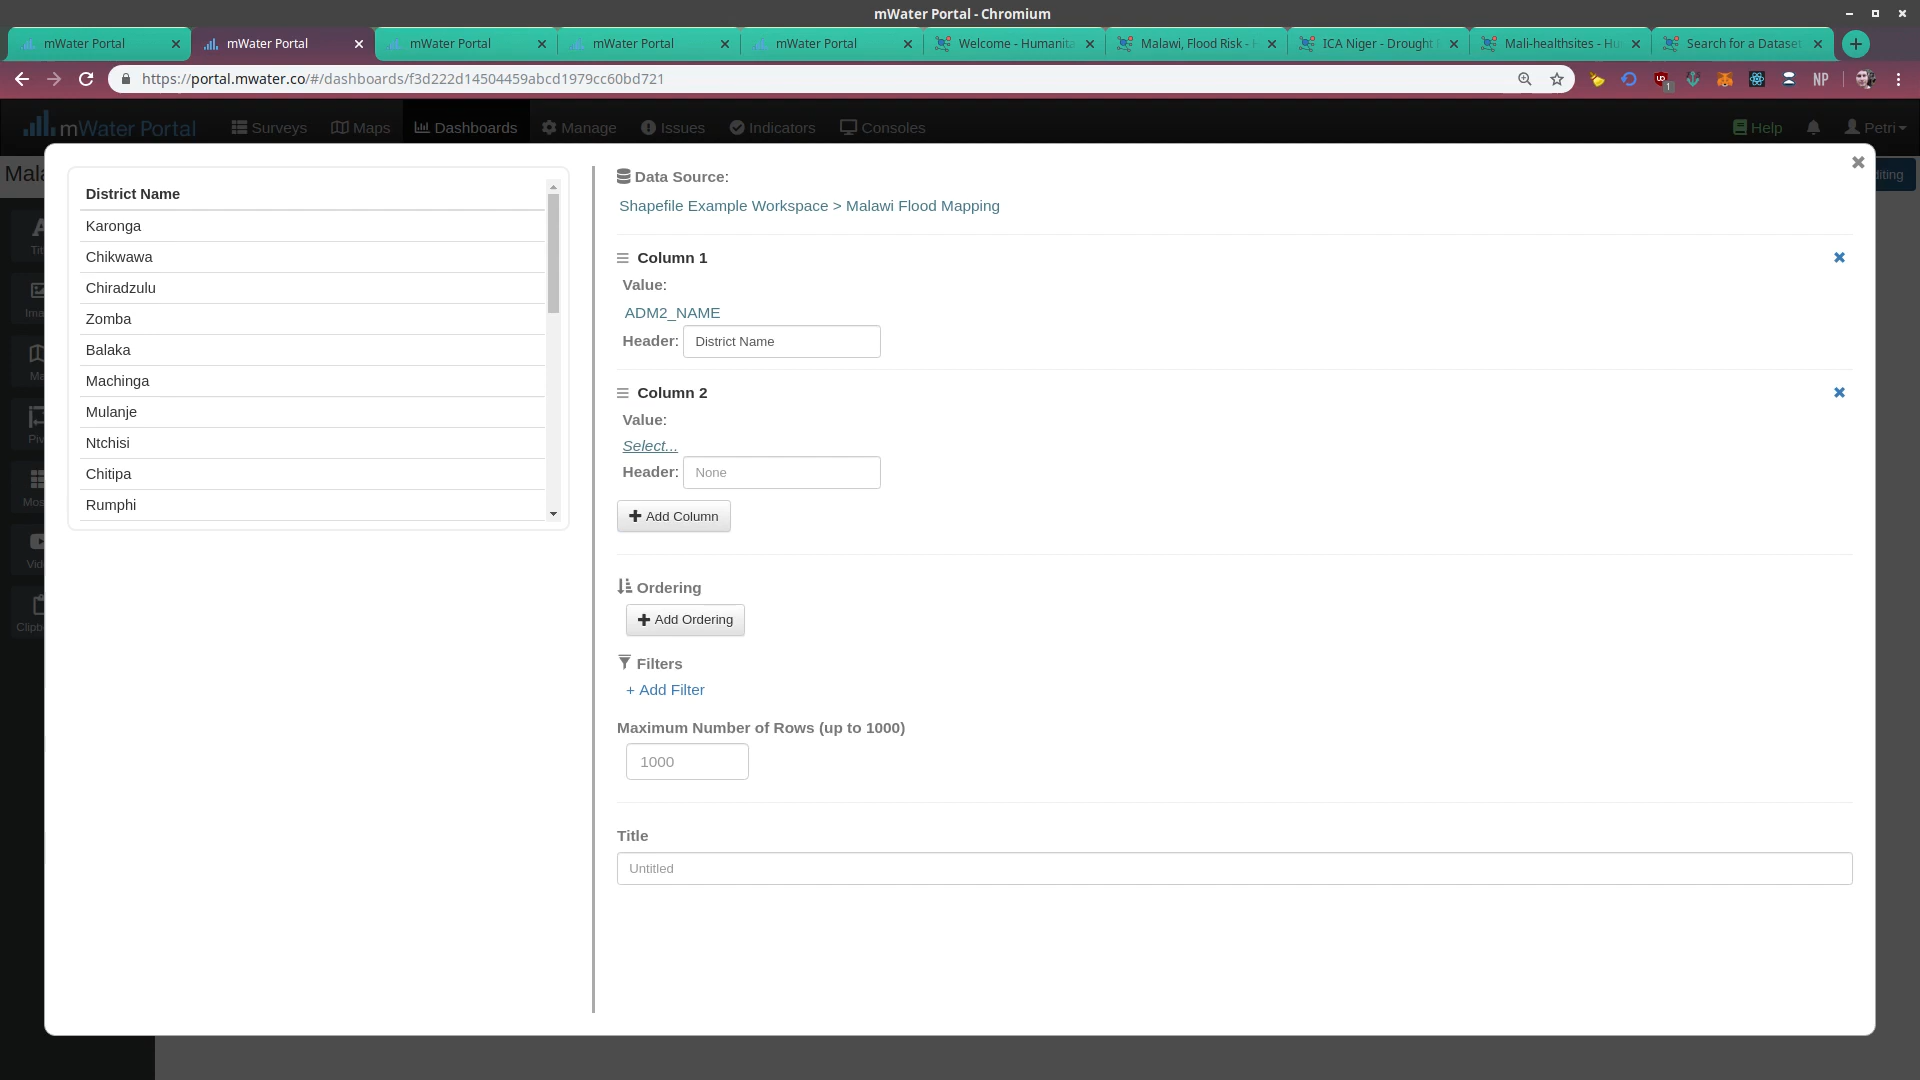 mWater Portal - Chromium
mWater Portal mWater Portal mWater Portal mWater Portal mWater Portal Welcome - Humanita Malawi, Flood Risk - ICA Niger - Drought Mali-healthsites - Hu Search for a Dataset
https://portal.mwater.co/#/dashboards/f3d222d14504459abcd1979cc60bd721 NP
mWater Portal Surveys Maps Dashboards Manage Issues Indicators Consoles Help Petri
Mala
diting
District Name
Karonga
Chikwawa
Chiradzulu
Zomba
Balaka
Machinga
Mulanje
Ntchisi
Chitipa
Rumphi
Data Source:
Shapefile Example Workspace > Malawi Flood Mapping
Column 1
Value:
ADM2_NAME
Header: District Name
Column 2
Value:
Select...
Header: None
Add Column
Ordering
Add Ordering
Filters
+ Add Filter
Maximum Number of Rows (up to 1000)
1000
Title
Untitled